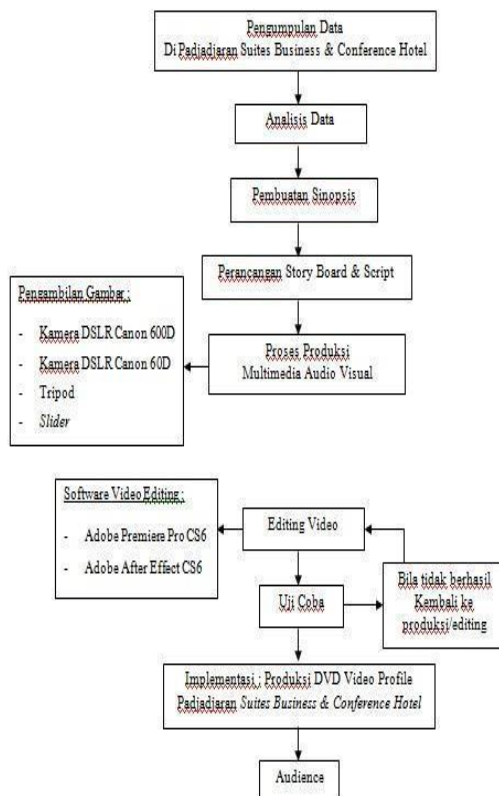 Pengumpulan Data
Di Padjadjaran Suites Business & Conference Hotel
Analisis Data
Pembuatan Sinopsis
Perancangan Story Board & Script
Pengambilan Gambar :
- Kamera DSLR Canon 600D
- Kamera DSLR Canon 60D
- Tripod
- Slider
Proses Produksi
Multimedia Audio Visual
Software Video Editing :
- Adobe Premiere Pro CS6
- Adobe After Effect CS6
Editing Video
Bila tidak berhasil
Kembali ke
produksi/editing
Uji Coba
Implementasi : Produksi DVD Video Profile
Padjadjaran Suites Business & Conference Hotel
Audience